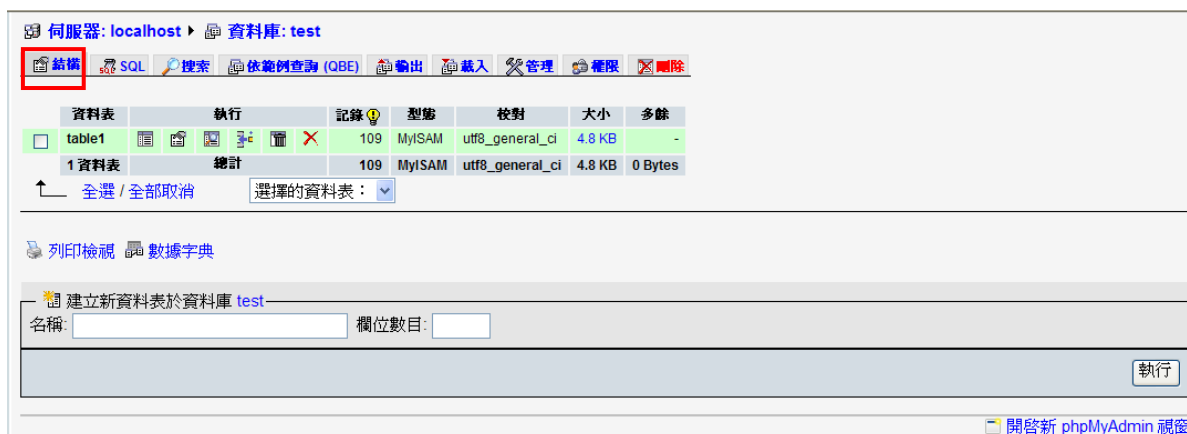 伺服器: localhost ▸ 資料庫: test
結構 SQL 搜索 依範例查詢 (QBE) 輸出 載入 管理 權限 刪除
資料表 執行 記錄 型態 校對 大小 多餘
table1 109 MyISAM utf8_general_ci 4.8 KB -
1 資料表 總計 109 MyISAM utf8_general_ci 4.8 KB 0 Bytes
全選 / 全部取消 選擇的資料表：
列印檢視 數據字典
建立新資料表於資料庫 test
名稱: 欄位數目:
執行
開啓新 phpMyAdmin 視窗